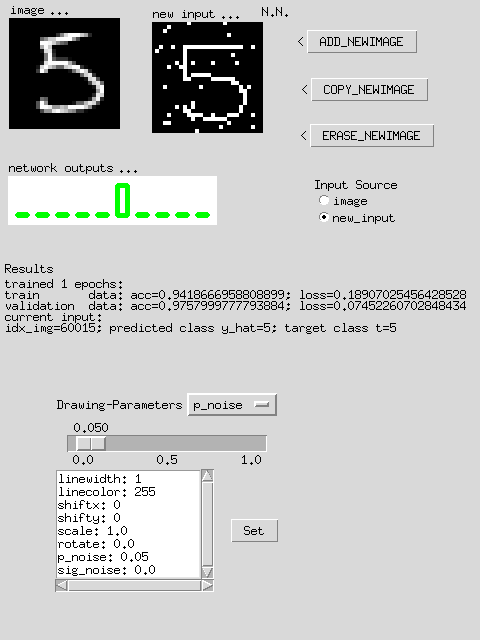 image ...
new input ...
N.N.
< ADD_NEWIMAGE
< COPY_NEWIMAGE
< ERASE_NEWIMAGE
5
5
network outputs ...
Input Source
image
new_input
Results
trained 1 epochs:
train data: acc=0.9418666958808899; loss=0.18907025456428528
validation data: acc=0.9757999777793884; loss=0.07452260702848434
current input:
idx_img=60015; predicted class y_hat=5; target class t=5
Drawing-Parameters p_noise
0.050
0.0 0.5 1.0
linewidth: 1
linecolor: 255
shiftx: 0
shifty: 0
scale: 1.0
rotate: 0.0
p_noise: 0.05
sig_noise: 0.0
Set